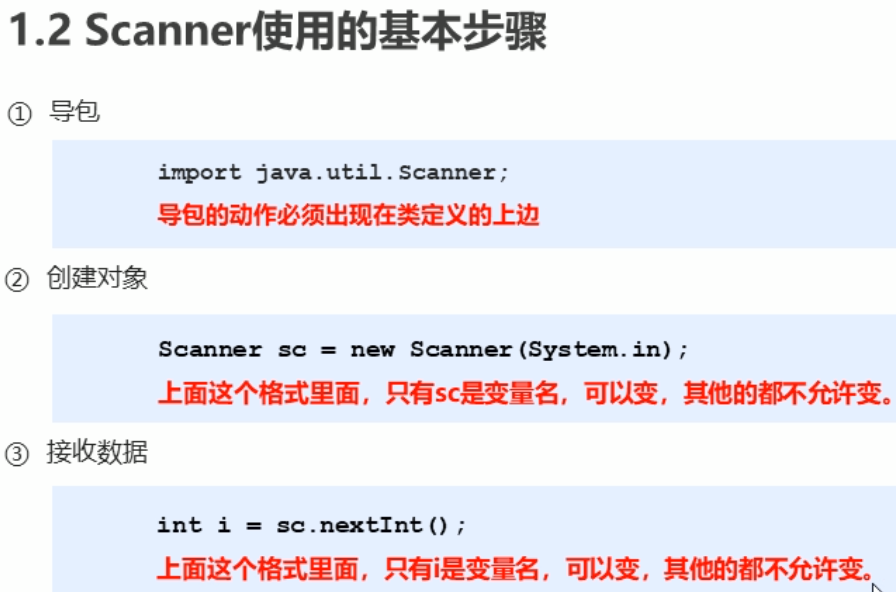 1.2 Scanner使用的基本步骤
① 导包
import java.util.Scanner;
导包的动作必须出现在类定义的上边
② 创建对象
Scanner sc = new Scanner(System.in);
上面这个格式里面，只有sc是变量名，可以变，其他的都不允许变。
③ 接收数据
int i = sc.nextInt();
上面这个格式里面，只有i是变量名，可以变，其他的都不允许变。